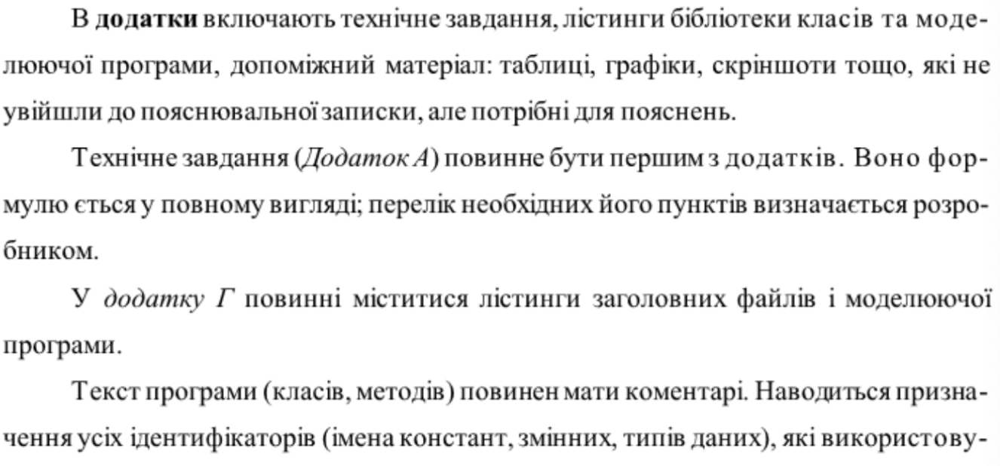 В додатки включають технічне завдання, лістинги бібліотеки класів та моде-
люючої програми, допоміжний матеріал: таблиці, графіки, скріншоти тощо, які не
увійшли до пояснювальної записки, але потрібні для пояснень.
Технічне завдання (Додаток А) повинне бути першим з додатків. Воно фор-
мулю ється у повному вигляді; перелік необхідних його пунктів визначається розро-
бником.
У додатку Г повинні міститися лістинги заголовних файлів і моделюючої
програми.
Текст програми (класів, методів) повинен мати коментарі. Наводиться призна-
чення усіх ідентифікаторів (імена констант, змінних, типів даних), які використову-